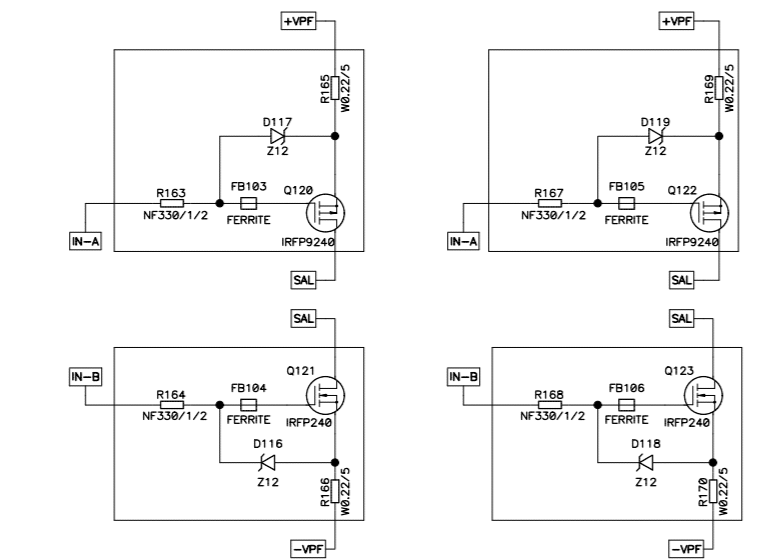 +VPF
R165
W0.22/5
D117
Z12
R163
NF330/1/2
FB103
FERRITE
Q120
IRFP9240
IN-A
SAL
+VPF
R169
W0.22/5
D119
Z12
R167
NF330/1/2
FB105
FERRITE
Q122
IRFP9240
IN-A
SAL
SAL
IN-B
R164
NF330/1/2
FB104
FERRITE
Q121
IRFP240
D116
Z12
R166
W0.22/5
-VPF
SAL
IN-B
R168
NF330/1/2
FB106
FERRITE
Q123
IRFP240
D118
Z12
R170
W0.22/5
-VPF